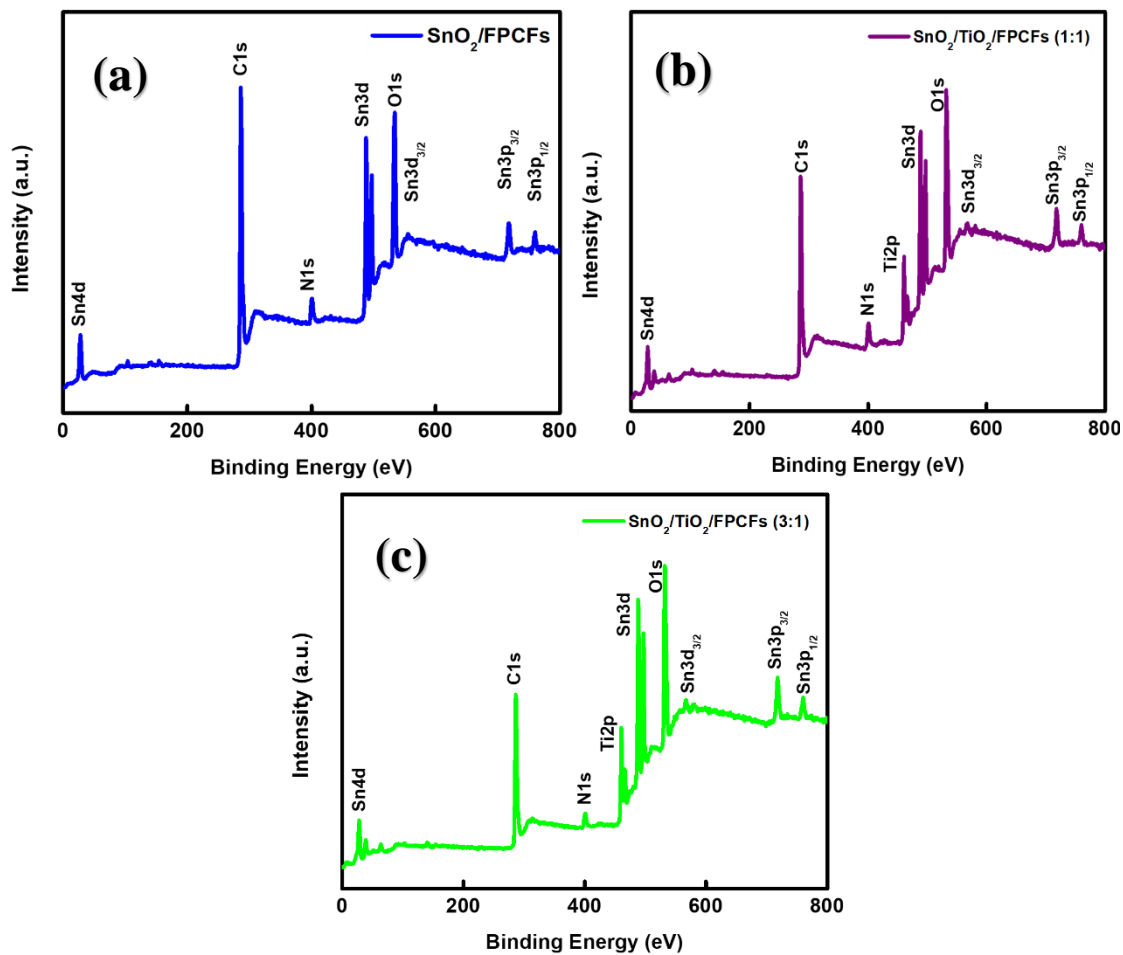 (a)
SnO₂/FPCFs
Intensity (a.u.)
Sn4d
C1s
N1s
Sn3d
O1s
Sn3d₃/₂
Sn3p₃/₂
Sn3p₁/₂
0 200 400 600 800
Binding Energy (eV)
(b)
SnO₂/TiO₂/FPCFs (1:1)
Intensity (a.u.)
Sn4d
C1s
N1s
Ti2p
Sn3d
O1s
Sn3d₃/₂
Sn3p₃/₂
Sn3p₁/₂
0 200 400 600 800
Binding Energy (eV)
(c)
SnO₂/TiO₂/FPCFs (3:1)
Intensity (a.u.)
Sn4d
C1s
N1s
Ti2p
Sn3d
O1s
Sn3d₃/₂
Sn3p₃/₂
Sn3p₁/₂
0 200 400 600 800
Binding Energy (eV)